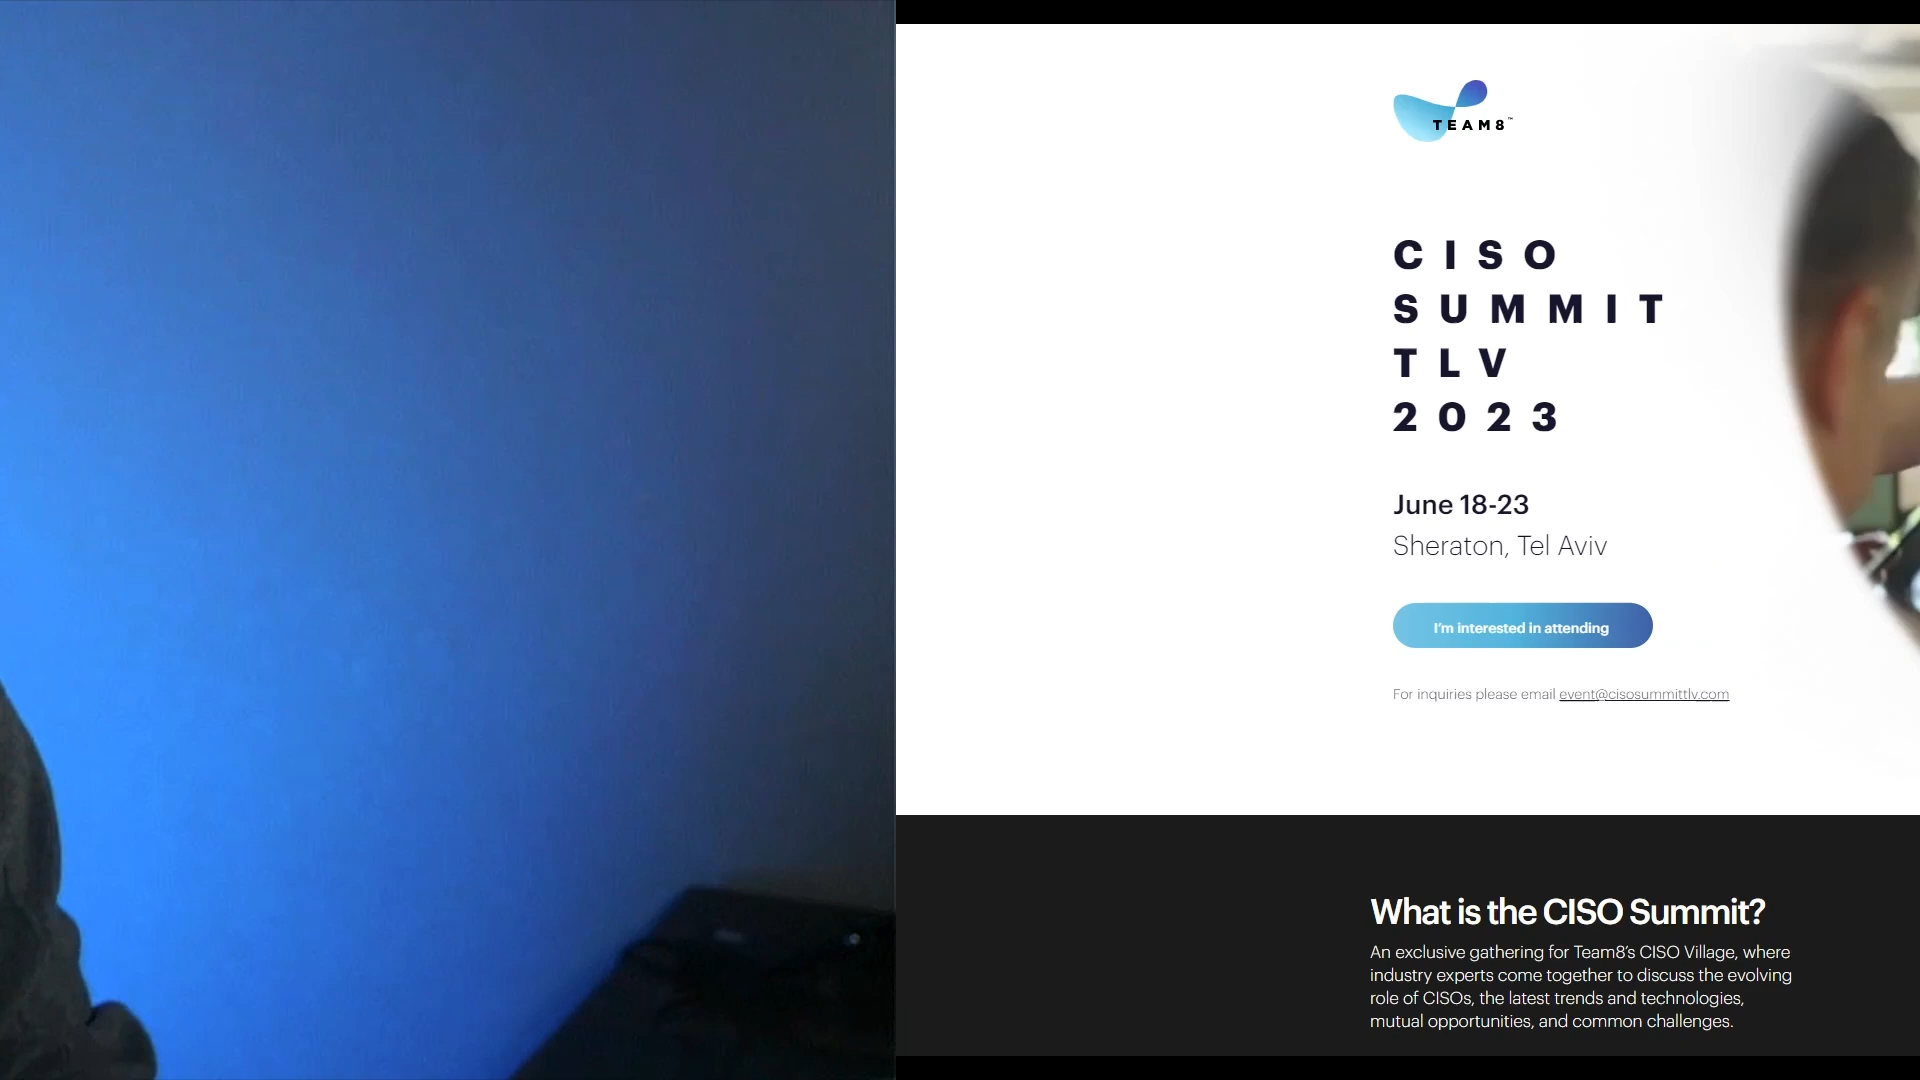 TEAM8™
CISO
SUMMIT
TLV
2023
June 18-23
Sheraton, Tel Aviv
I'm interested in attending
For inquiries please email event@cisosummittlv.com
What is the CISO Summit?
An exclusive gathering for Team8's CISO Village, where
industry experts come together to discuss the evolving
role of CISOs, the latest trends and technologies,
mutual opportunities, and common challenges.